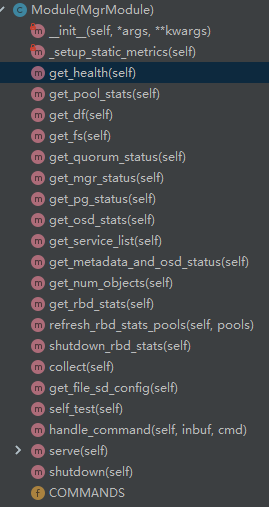 Module(MgrModule)
__init__(self, *args, **kwargs)
_setup_static_metrics(self)
get_health(self)
get_pool_stats(self)
get_df(self)
get_fs(self)
get_quorum_status(self)
get_mgr_status(self)
get_pg_status(self)
get_osd_stats(self)
get_service_list(self)
get_metadata_and_osd_status(self)
get_num_objects(self)
get_rbd_stats(self)
refresh_rbd_stats_pools(self, pools)
shutdown_rbd_stats(self)
collect(self)
get_file_sd_config(self)
self_test(self)
handle_command(self, inbuf, cmd)
serve(self)
shutdown(self)
COMMANDS